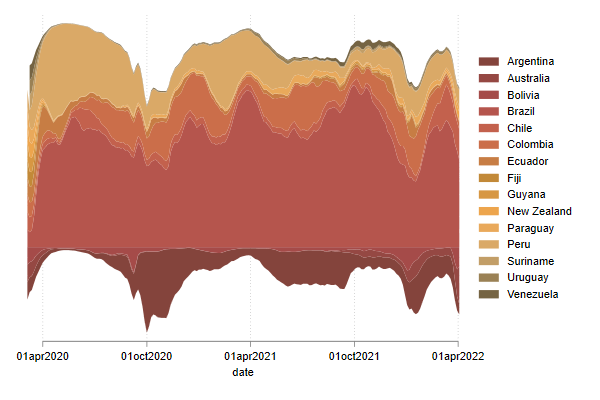 Argentina
Australia
Bolivia
Brazil
Chile
Colombia
Ecuador
Fiji
Guyana
New Zealand
Paraguay
Peru
Suriname
Uruguay
Venezuela
01apr2020 01oct2020 01apr2021 01oct2021 01apr2022
date